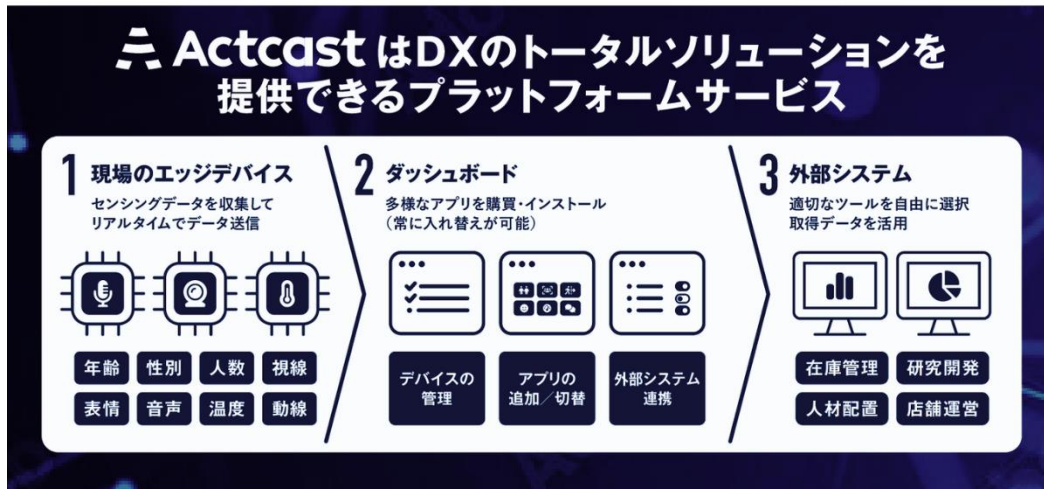 Actcast はDXのトータルソリューションを
提供できるプラットフォームサービス
1 現場のエッジデバイス
センシングデータを収集して
リアルタイムでデータ送信
年齢 性別 人数 視線
表情 音声 温度 動線
2 ダッシュボード
多様なアプリを購買・インストール
(常に入れ替えが可能)
デバイスの
管理
アプリの
追加/切替
外部システム
連携
3 外部システム
適切なツールを自由に選択
取得データを活用
在庫管理 研究開発
人材配置 店舗運営